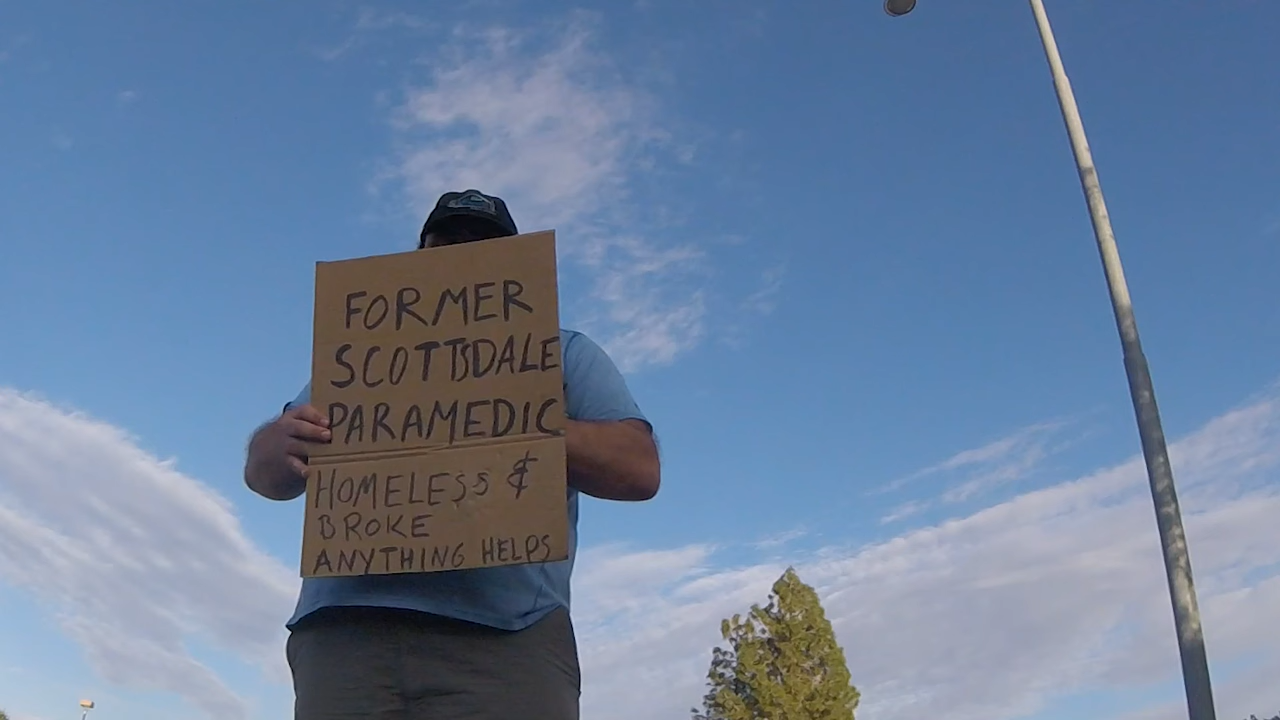 FORMER
SCOTTSDALE
PARAMEDIC
HOMELESS &
BROKE
ANYTHING HELPS